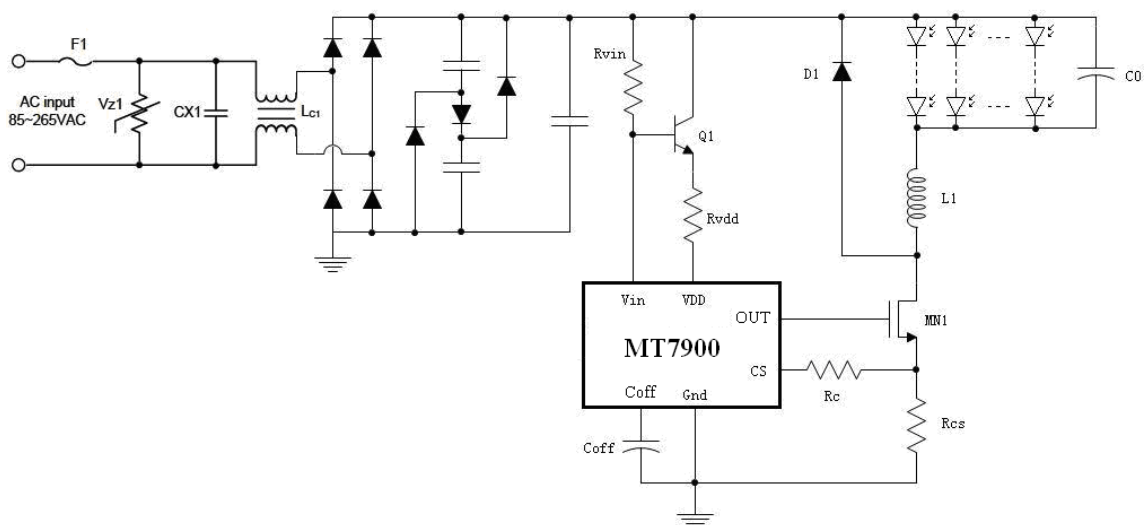 F1
AC input
85~265VAC
Vz1
CX1
LC1
Rvin
Q1
Rvdd
D1
C0
L1
Vin
VDD
OUT
MT7900
CS
Coff
Gnd
MN1
Rc
Rcs
Coff